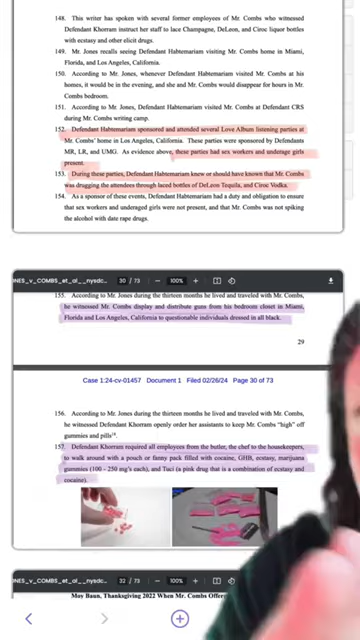 148. This writer has spoken with several former employees of Mr. Combs who witnessed
Defendant Khorram instruct her staff to lace Champagne, DeLeon, and Ciroc liquor bottles
with ecstasy and other elicit drugs.
149. Mr. Jones recalls seeing Defendant Habtemariam visiting Mr. Combs home in Miami,
Florida, and Los Angeles, California.
150. According to Mr. Jones, whenever Defendant Habtemariam visited Mr. Combs at his
homes, it would be in the evening, and she and Mr. Combs would disappear for hours in Mr.
Combs bedroom.
151. According to Mr. Jones, Defendant Habtemariam visited Mr. Combs at Defendant CRS
during Mr. Combs writing camp.
152. Defendant Habtemariam sponsored and attended several Love Album listening parties at
Mr. Combs' home in Los Angeles, California. These parties were sponsored by Defendants
MR, LR, and UMG. As evidence above, these parties had sex workers and underage girls
present.
153. During these parties, Defendant Habtemariam knew or should have known that Mr. Combs
was drugging the attendees through laced bottles of DeLeon Tequila, and Ciroc Vodka.
154. As a sponsor of these events, Defendant Habtemariam had a duty and obligation to ensure
that sex workers and underaged girls were not present, and that Mr. Combs was not spiking
the alcohol with date rape drugs.
NES_v_COMBS_et_al_,_nysdc... 30 / 73 100%
155. According to Mr. Jones during the thirteen months he lived and traveled with Mr. Combs,
he witnessed Mr. Combs display and distribute guns from his bedroom closet in Miami,
Florida and Los Angeles, California to questionable individuals dressed in all black.
29
Case 1:24-cv-01457 Document 1 Filed 02/26/24 Page 30 of 73
156. According to Mr. Jones during the thirteen months he lived and traveled with Mr. Combs,
he witnessed Defendant Khorram openly order her assistants to keep Mr. Combs "high" off
gummies and pills
157. Defendant Khorram required all employees from the butler, the chef to the housekeepers,
to walk around with a pouch or fanny pack filled with cocaine, GHB, ecstasy, marijuana
gummies (100 – 250 mg's each), and Tuci (a pink drug that is a combination of ecstasy and
cocaine).
NES_v_COMBS_et_al_,_nysdc... 33 / 73 100%
Moy Baun, Thanksgiving 2022 When Mr. Combs Offer